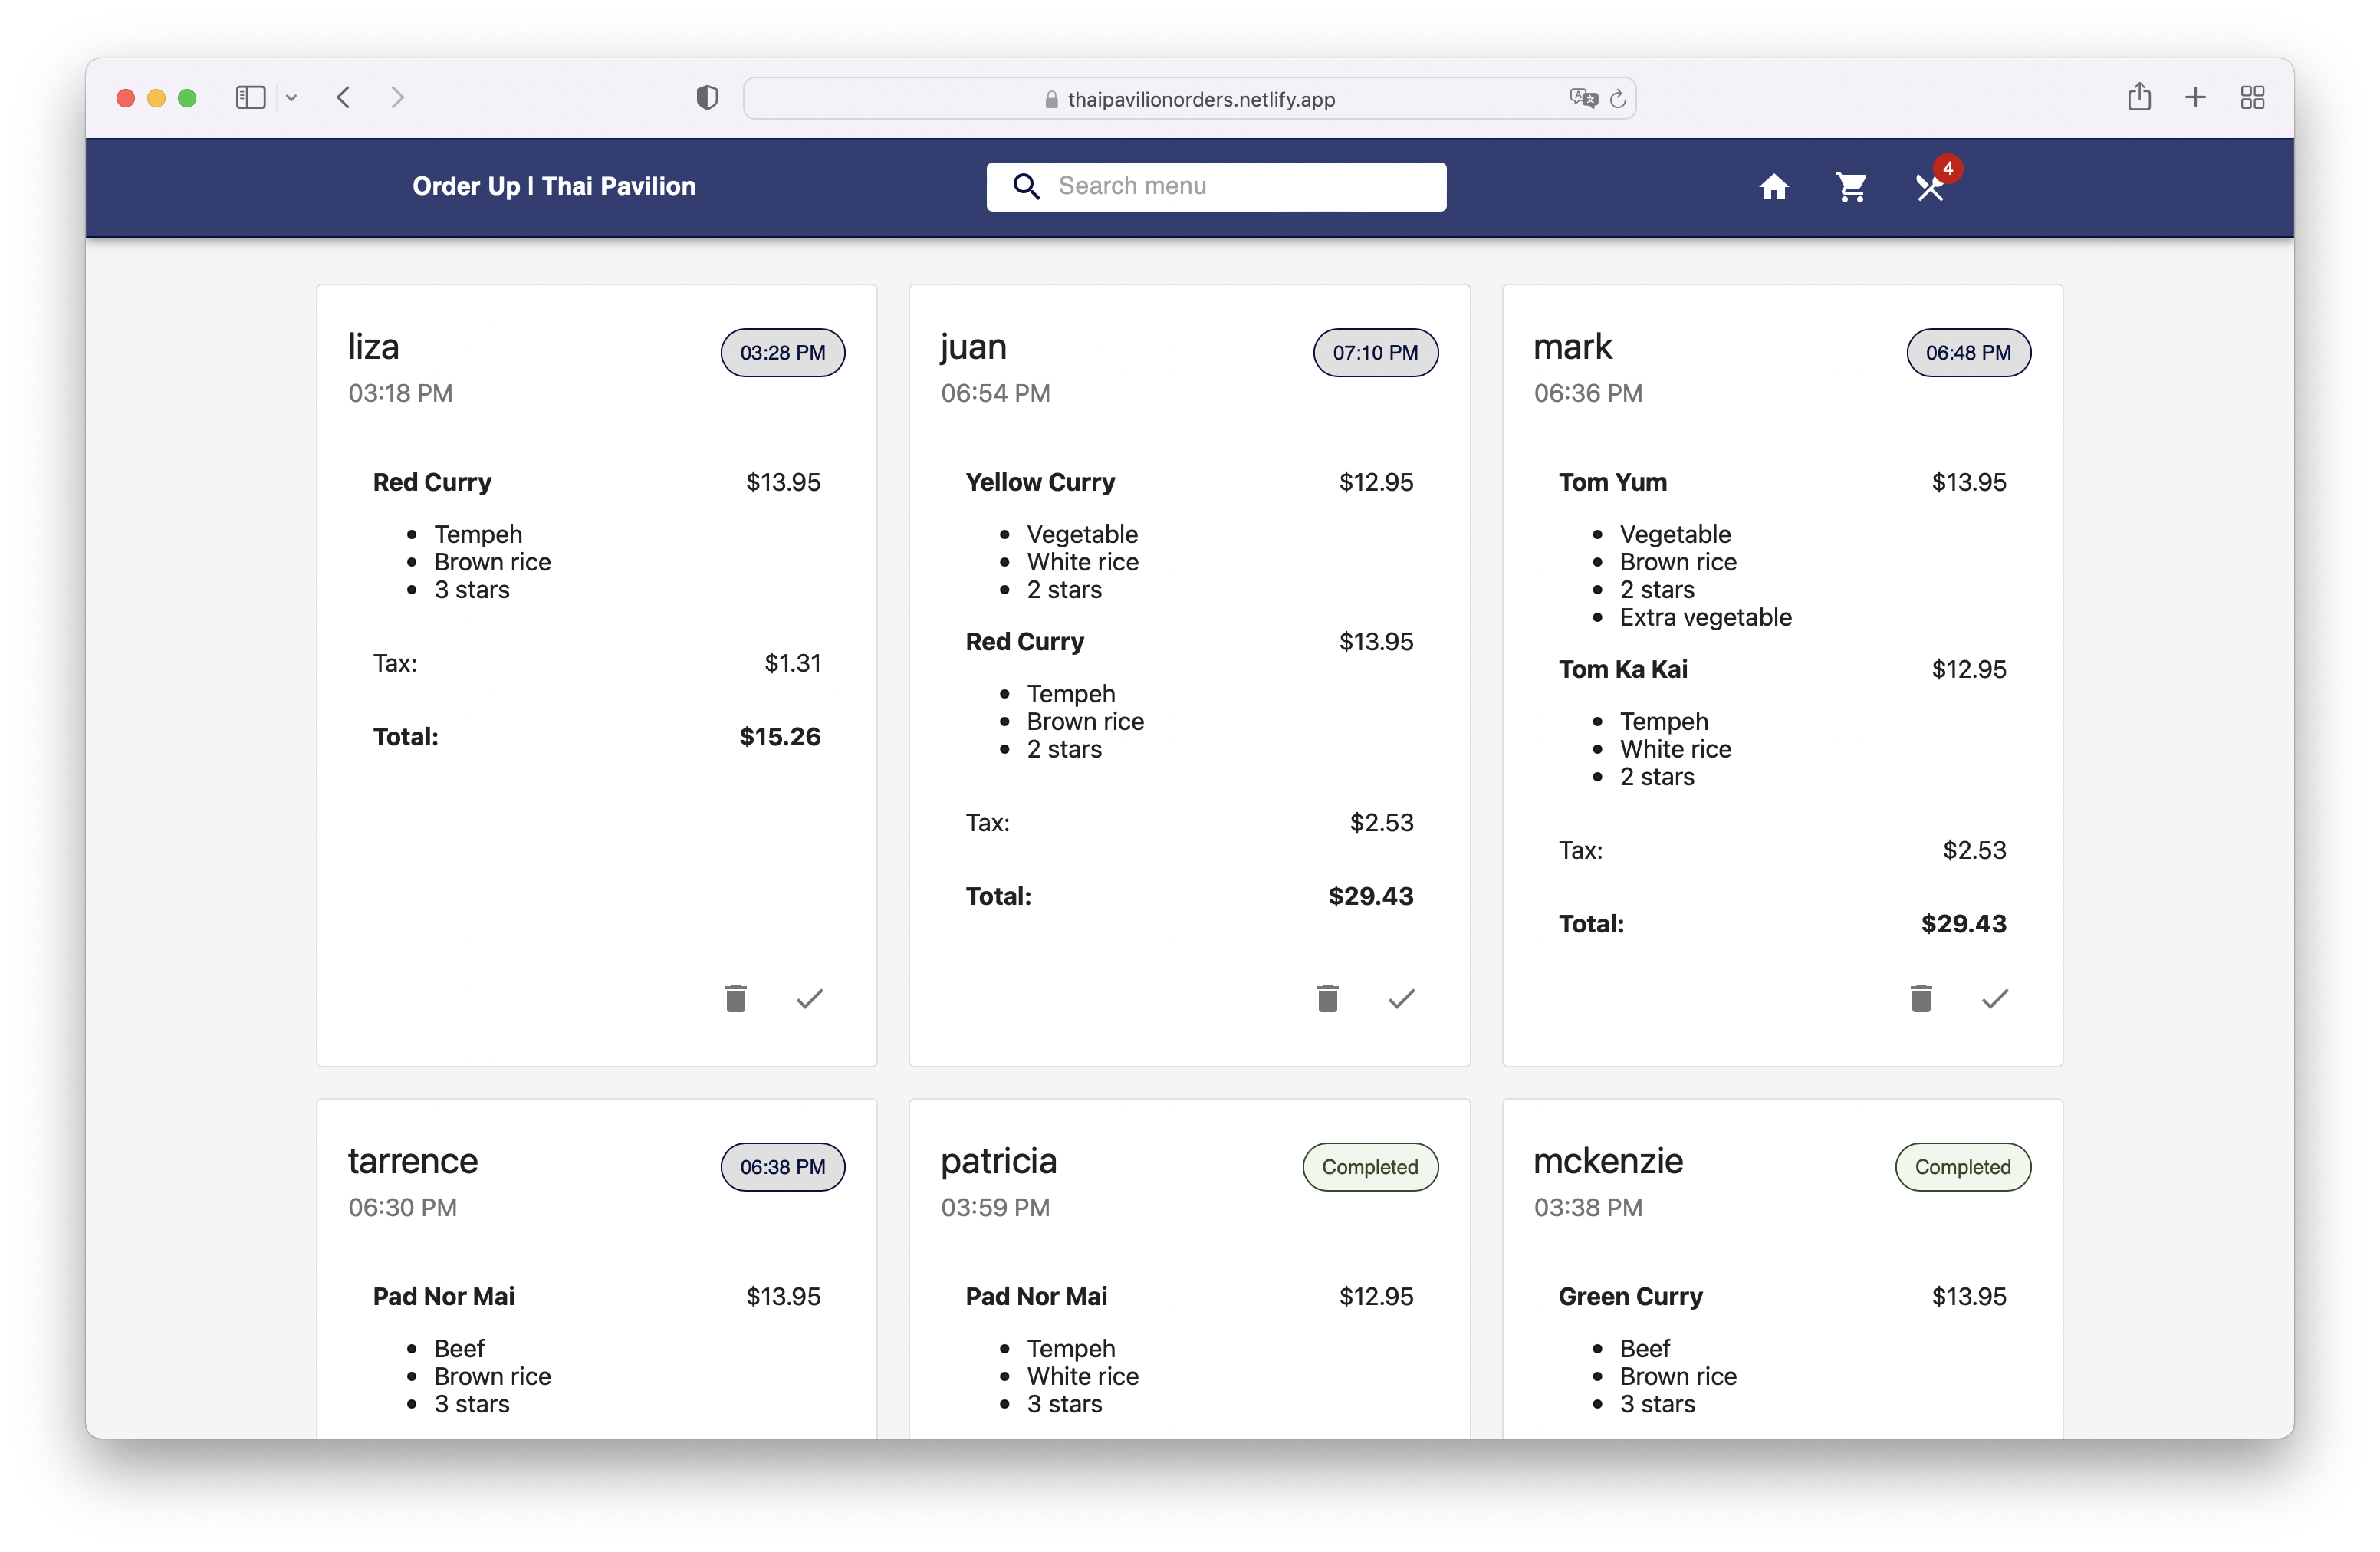 thaipavilionorders.netlify.app
Order Up | Thai Pavilion
Search menu
4
liza
03:28 PM
03:18 PM
Red Curry $13.95
Tempeh
Brown rice
3 stars
Tax: $1.31
Total: $15.26
juan
07:10 PM
06:54 PM
Yellow Curry $12.95
Vegetable
White rice
2 stars
Red Curry $13.95
Tempeh
Brown rice
2 stars
Tax: $2.53
Total: $29.43
mark
06:48 PM
06:36 PM
Tom Yum $13.95
Vegetable
Brown rice
2 stars
Extra vegetable
Tom Ka Kai $12.95
Tempeh
White rice
2 stars
Tax: $2.53
Total: $29.43
tarrence
06:38 PM
06:30 PM
Pad Nor Mai $13.95
Beef
Brown rice
3 stars
patricia
Completed
03:59 PM
Pad Nor Mai $12.95
Tempeh
White rice
3 stars
mckenzie
Completed
03:38 PM
Green Curry $13.95
Beef
Brown rice
3 stars